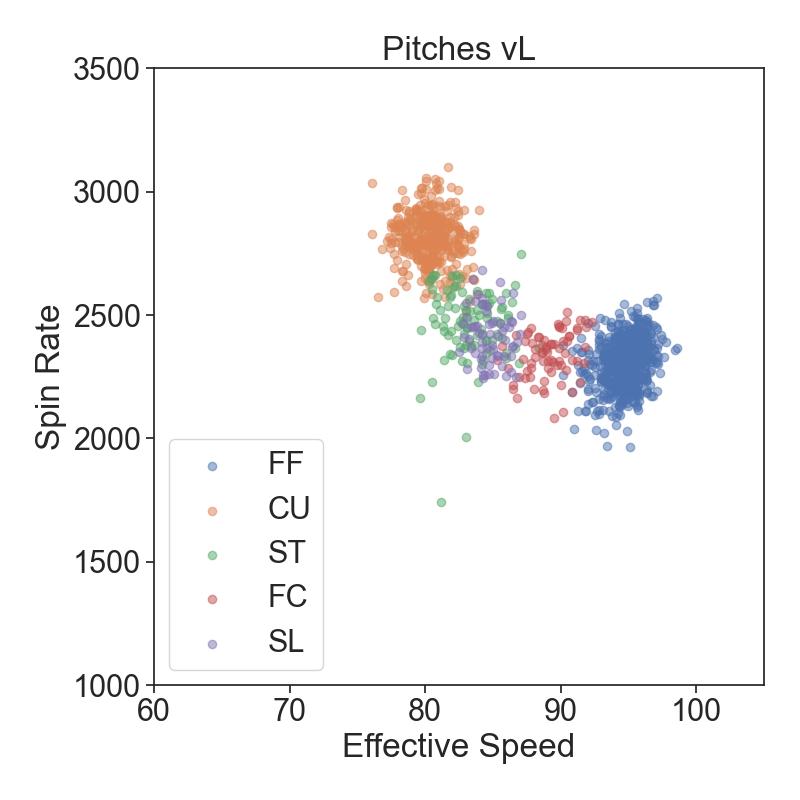 Pitches vL
3500
3000
2500
2000
1500
1000
Spin Rate
FF
CU
ST
FC
SL
60 70 80 90 100
Effective Speed